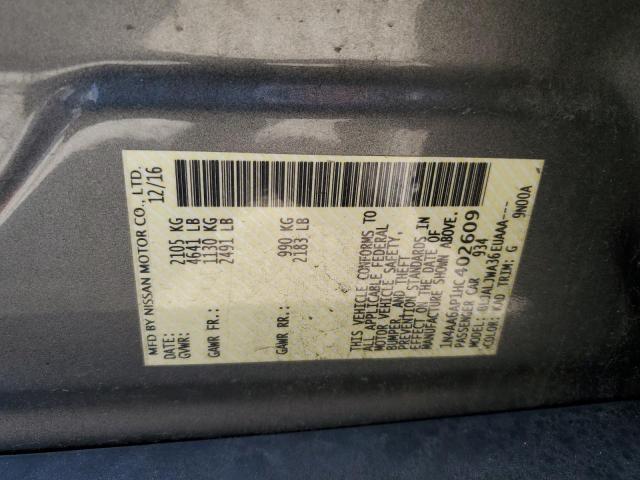 MFD BY NISSAN MOTOR CO., LTD.
DATE: 12/16
GVWR: 2105 KG
4641 LB
GAWR FR.: 1130 KG
2491 LB
GAWR RR.: 990 KG
2183 LB
THIS VEHICLE CONFORMS TO
ALL APPLICABLE FEDERAL
MOTOR VEHICLE SAFETY,
BUMPER, AND THEFT
PREVENTION STANDARDS IN
EFFECT ON THE DATE OF
MANUFACTURE SHOWN ABOVE.
1N4AA6AP1HC402609
PASSENGER CAR 934
COLOR: KAD TRIM: G 9N00A